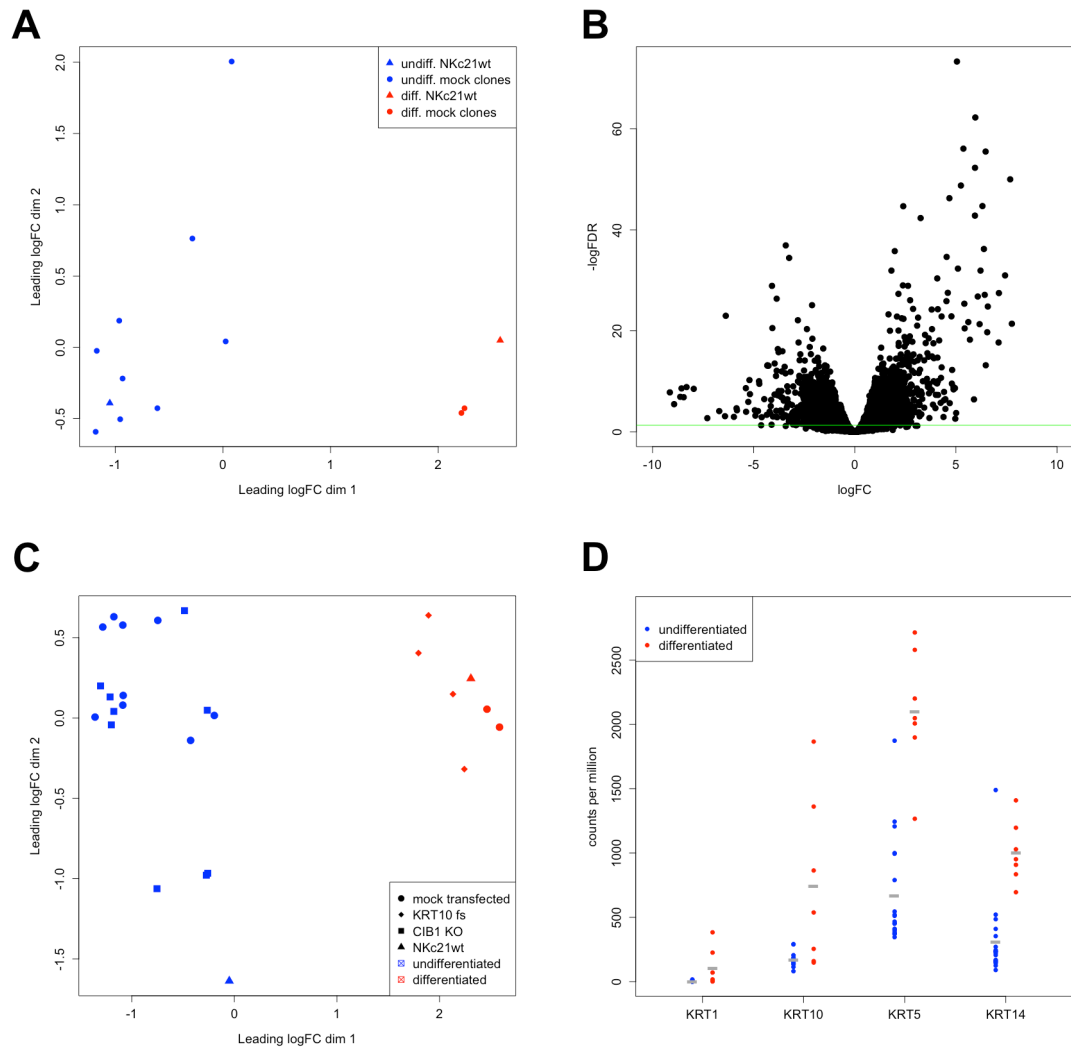 A
undiff. NKc21wt
undiff. mock clones
diff. NKc21wt
diff. mock clones
2.0
1.5
1.0
0.5
0.0
-0.5
Leading logFC dim 2
-1
0
1
2
Leading logFC dim 1
B
60
40
20
0
-logFDR
-10
-5
0
5
10
logFC
C
0.5
0.0
-0.5
-1.0
-1.5
Leading logFC dim 2
mock transfected
KRT10 fs
CIB1 KO
NKc21wt
undifferentiated
differentiated
-1
0
1
2
Leading logFC dim 1
D
undifferentiated
differentiated
2500
2000
1500
1000
500
0
counts per million
KRT1
KRT10
KRT5
KRT14